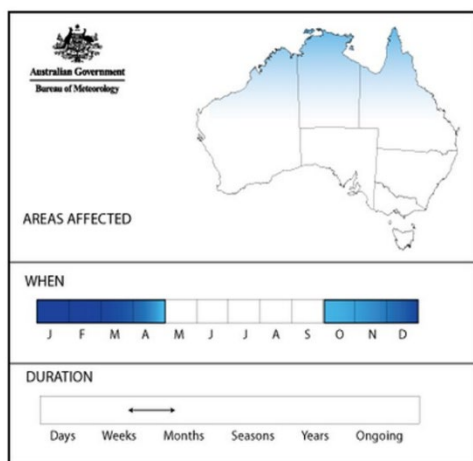 Australian Government
Bureau of Meteorology
AREAS AFFECTED
WHEN
J F M A M J J A S O N D
DURATION
Days Weeks Months Seasons Years Ongoing